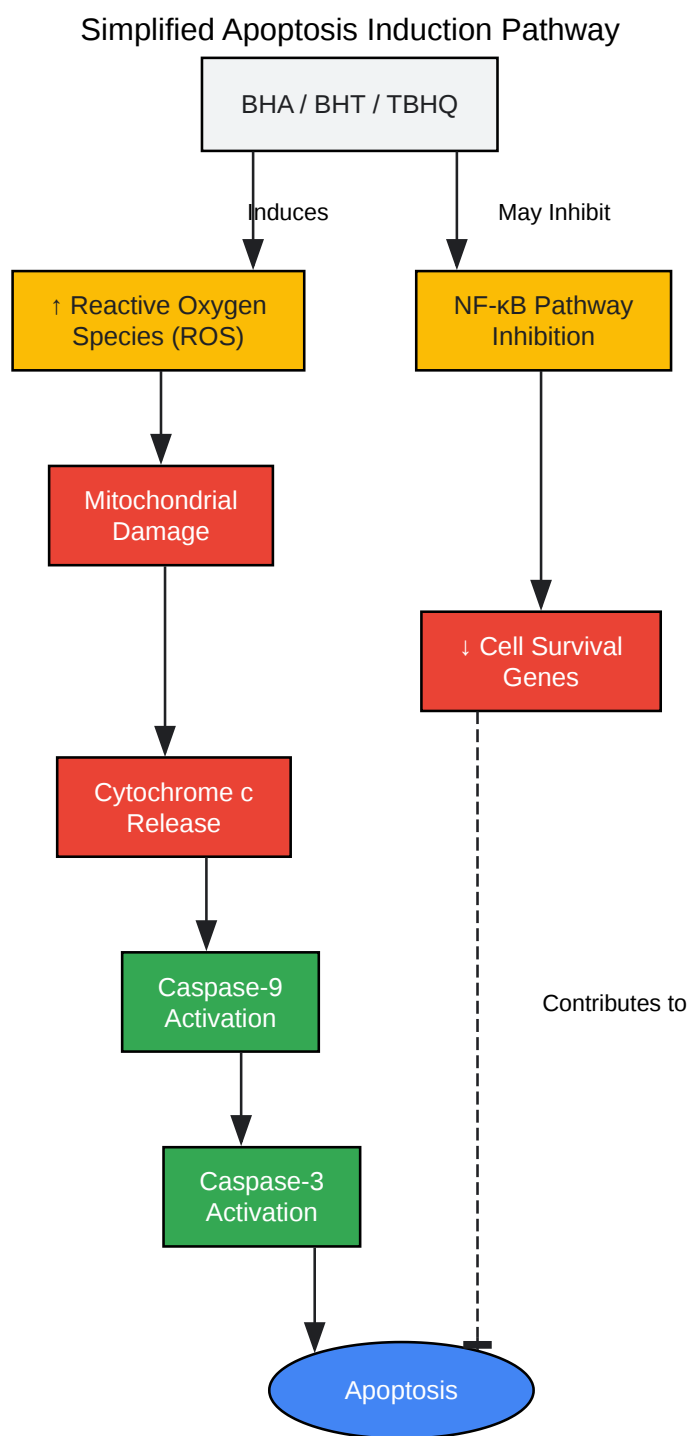 Simplified Apoptosis Induction Pathway
BHA / BHT / TBHQ
Induces
May Inhibit
↑ Reactive Oxygen
Species (ROS)
NF-κB Pathway
Inhibition
Mitochondrial
Damage
↓ Cell Survival
Genes
Cytochrome c
Release
Caspase-9
Activation
Contributes to
Caspase-3
Activation
Apoptosis